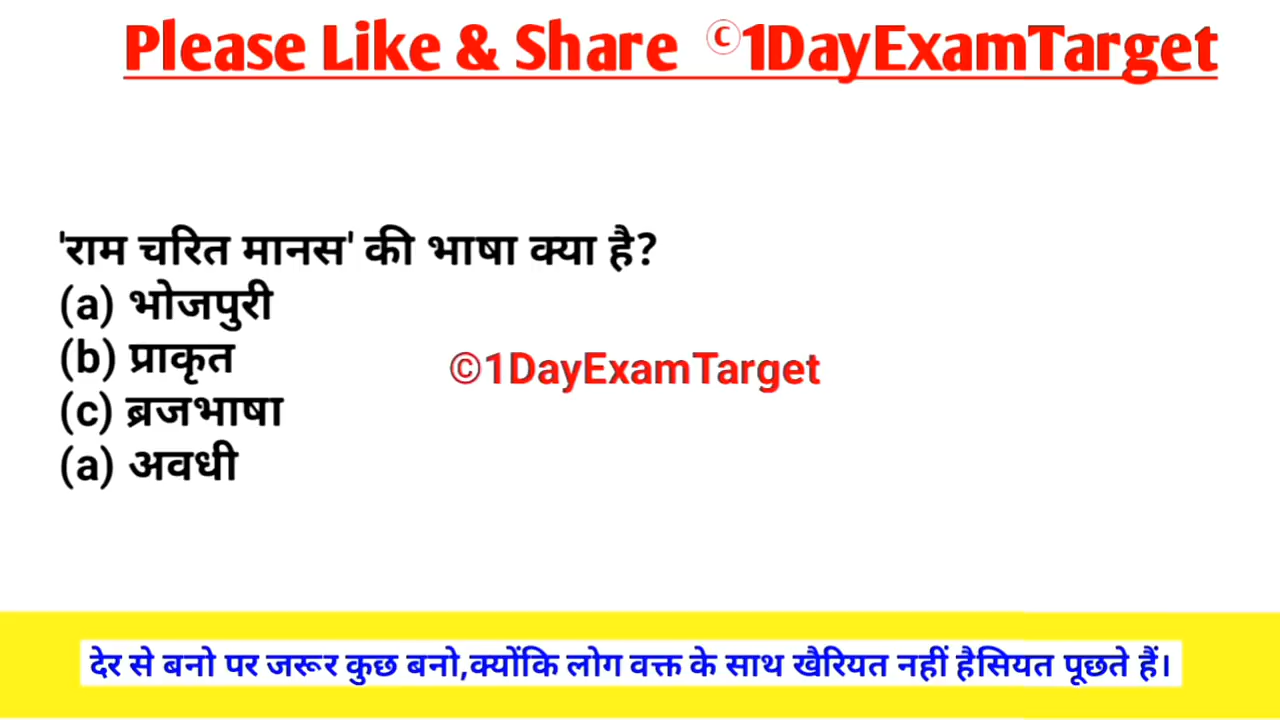 Please Like & Share ©1DayExamTarget
'राम चरित मानस' की भाषा क्या है?
(a) भोजपुरी
(b) प्राकृत
©1DayExamTarget
(c) ब्रजभाषा
(a) अवधी
देर से बनो पर जरूर कुछ बनो,क्योंकि लोग वक्त के साथ खैरियत नहीं हैसियत पूछते हैं।